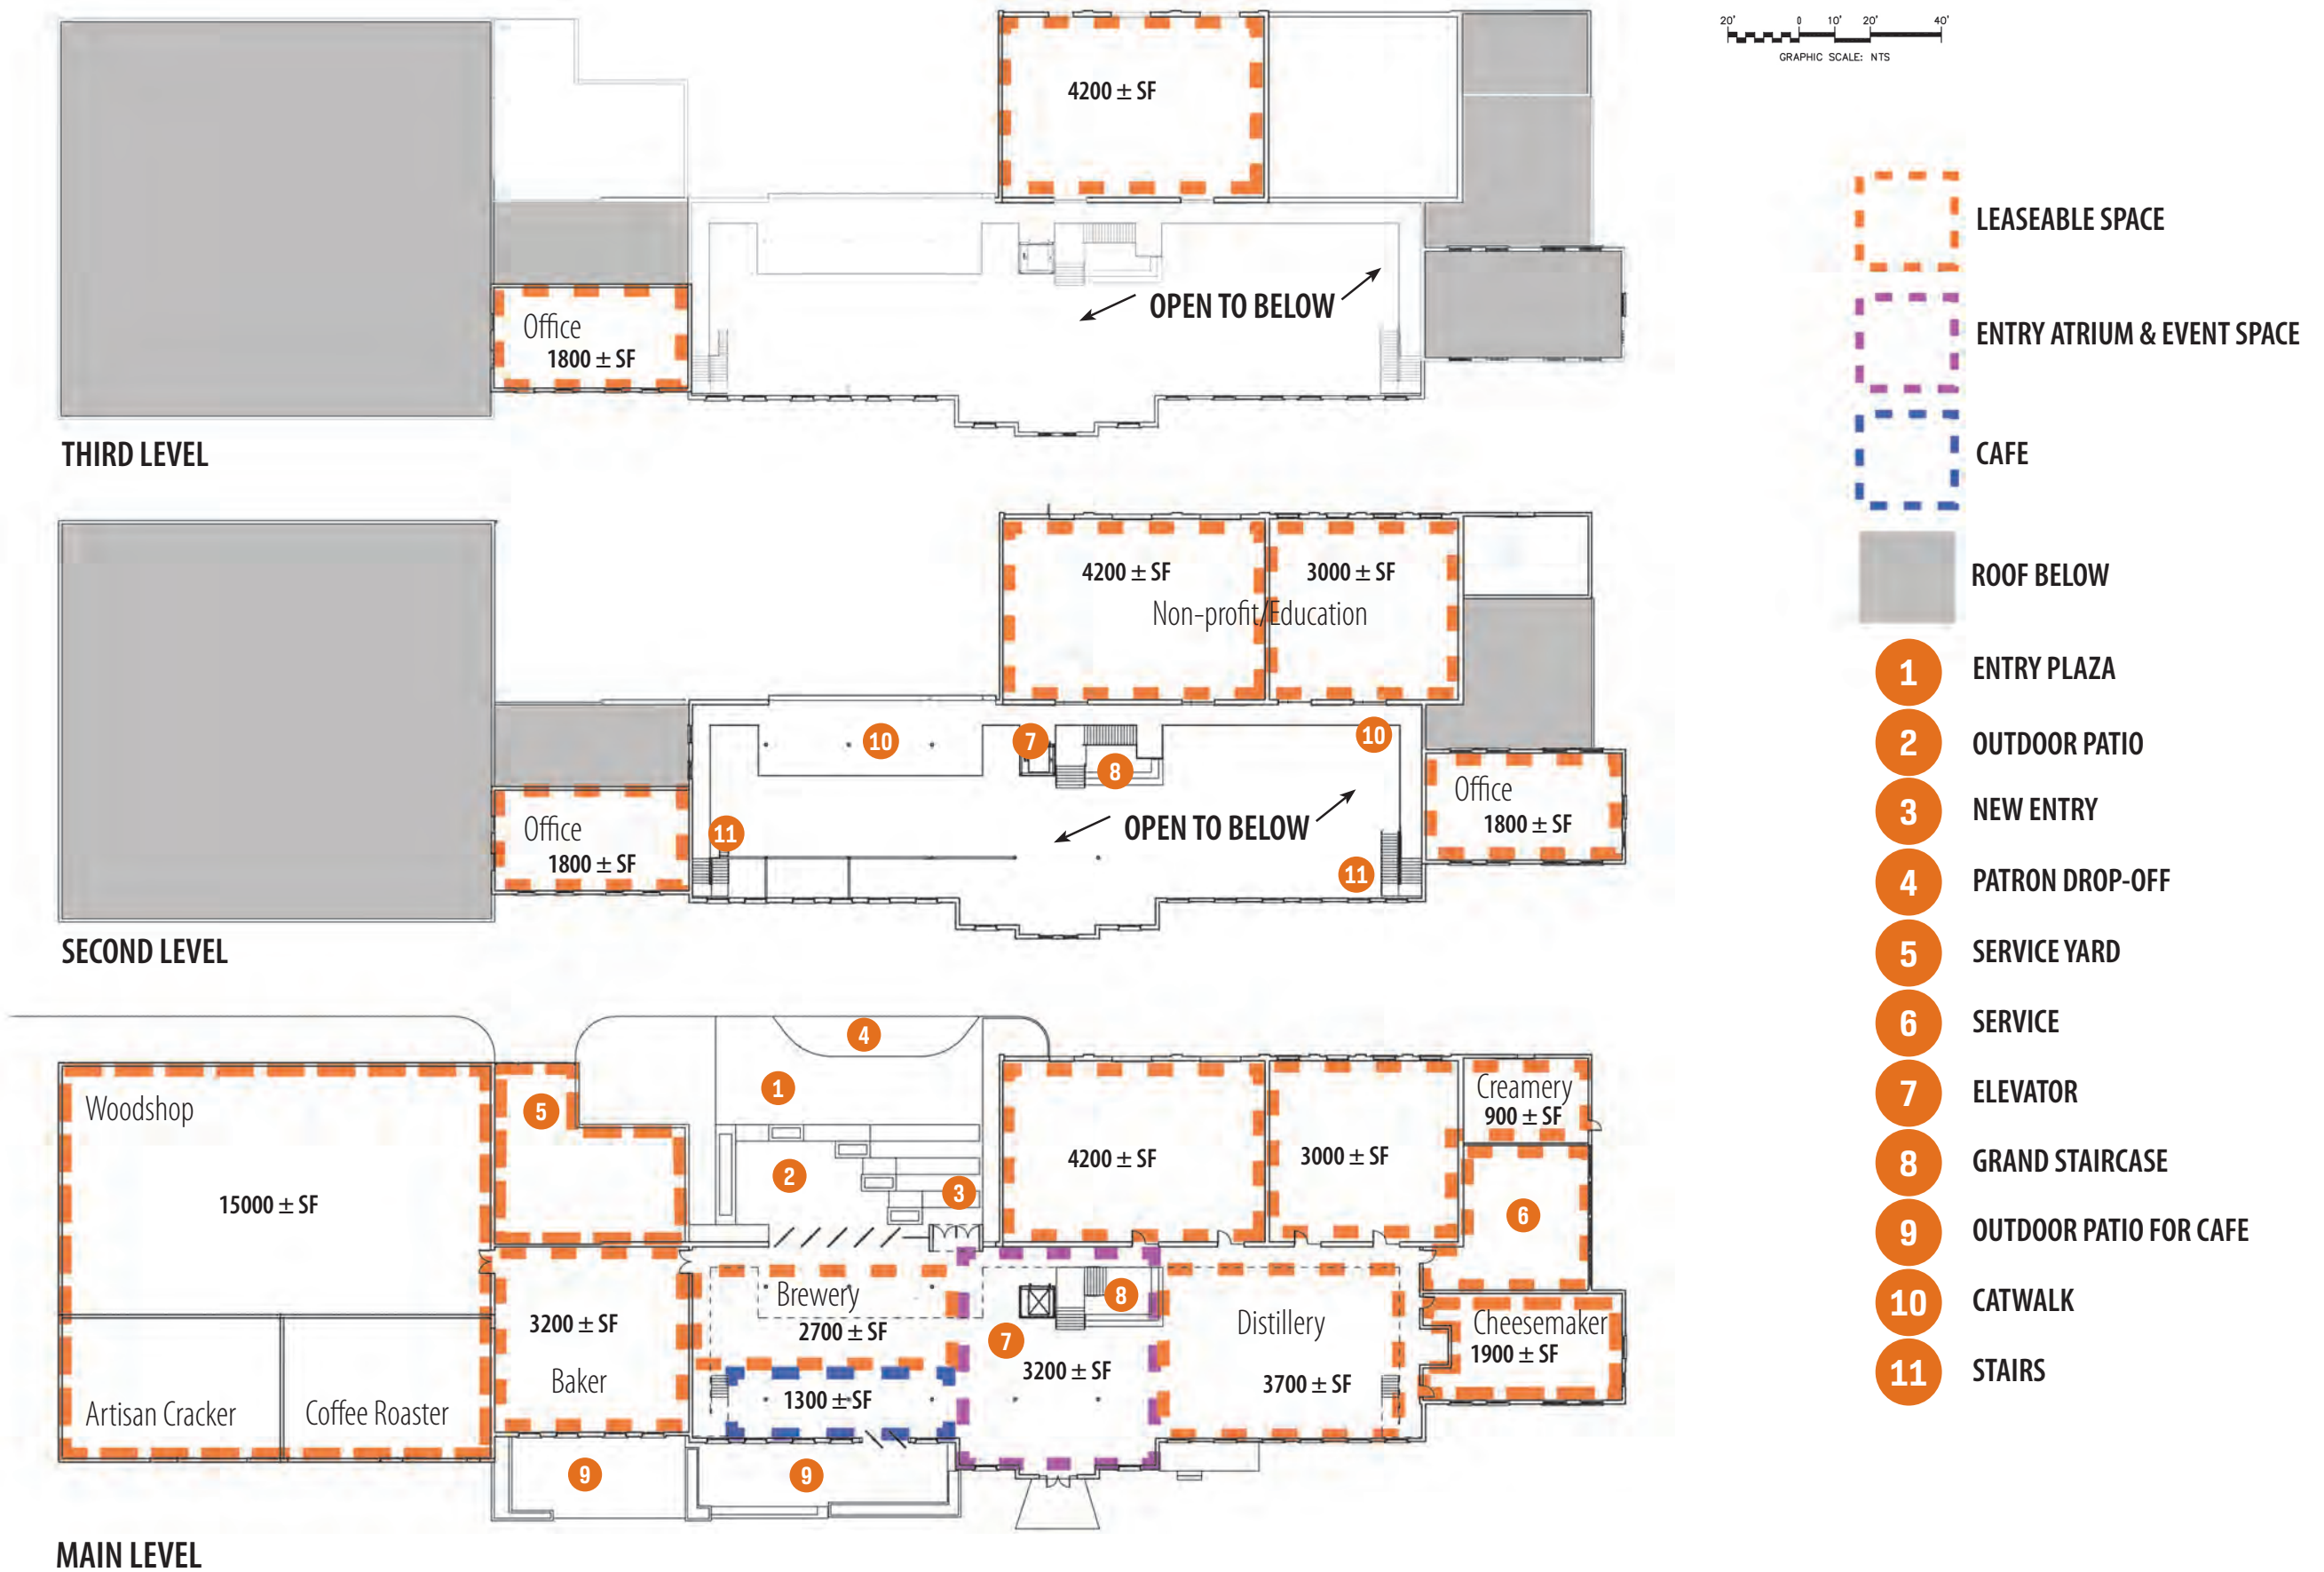 20' 0 10' 20' 40'
GRAPHIC SCALE: NTS
4200 ± SF
OPEN TO BELOW
Office
1800 ± SF
THIRD LEVEL
LEASEABLE SPACE
ENTRY ATRIUM & EVENT SPACE
CAFE
ROOF BELOW
1 ENTRY PLAZA
2 OUTDOOR PATIO
3 NEW ENTRY
4 PATRON DROP-OFF
5 SERVICE YARD
6 SERVICE
7 ELEVATOR
8 GRAND STAIRCASE
9 OUTDOOR PATIO FOR CAFE
10 CATWALK
11 STAIRS
4200 ± SF
3000 ± SF
Non-profit/Education
10
7
10
8
Office
1800 ± SF
OPEN TO BELOW
11
Office
1800 ± SF
11
SECOND LEVEL
4
1
5
Woodshop
15000 ± SF
2
3
4200 ± SF
3000 ± SF
Creamery
900 ± SF
6
Brewery
2700 ± SF
8
3200 ± SF
Baker
7
3200 ± SF
Distillery
3700 ± SF
Cheesemaker
1900 ± SF
1300 ± SF
Artisan Cracker
Coffee Roaster
9
9
MAIN LEVEL